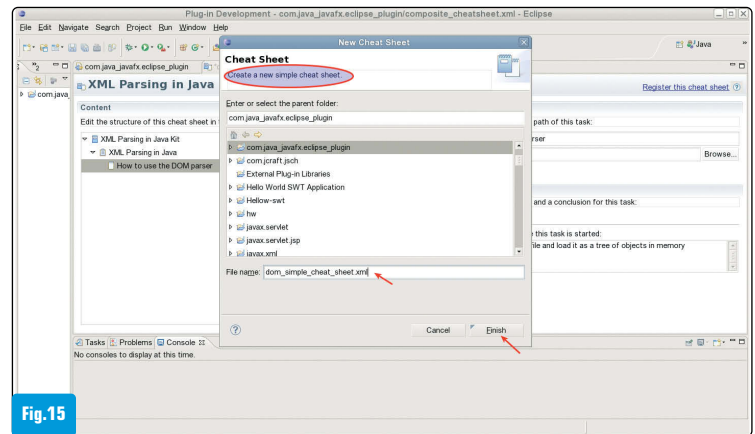 Plug-in Development - com.java_javafx.eclipse_plugin/composite_cheatsheet.xml - Eclipse
File Edit Navigate Search Project Run Window Help
Java
com.java_javafx.eclipse_plugin
com.java_
XML Parsing in Java
Register this cheat sheet
Content
Edit the structure of this cheat sheet in
XML Parsing in Java Kit
XML Parsing in Java
How to use the DOM parser
path of this task:
rser
Browse...
and a conclusion for this task:
this task is started:
file and load it as a tree of objects in memory
New Cheat Sheet
Cheat Sheet
Create a new simple cheat sheet.
Enter or select the parent folder:
com.java_javafx.eclipse_plugin
com.java_javafx.eclipse_plugin
com.jcraft.jsch
External Plug-in Libraries
Hello World SWT Application
Hellow-swt
hw
javax.servlet
javax.servlet.jsp
javax.xml
File name: dom_simple_cheat_sheet.xml
Cancel Finish
Tasks Problems Console
No consoles to display at this time.
Fig.15